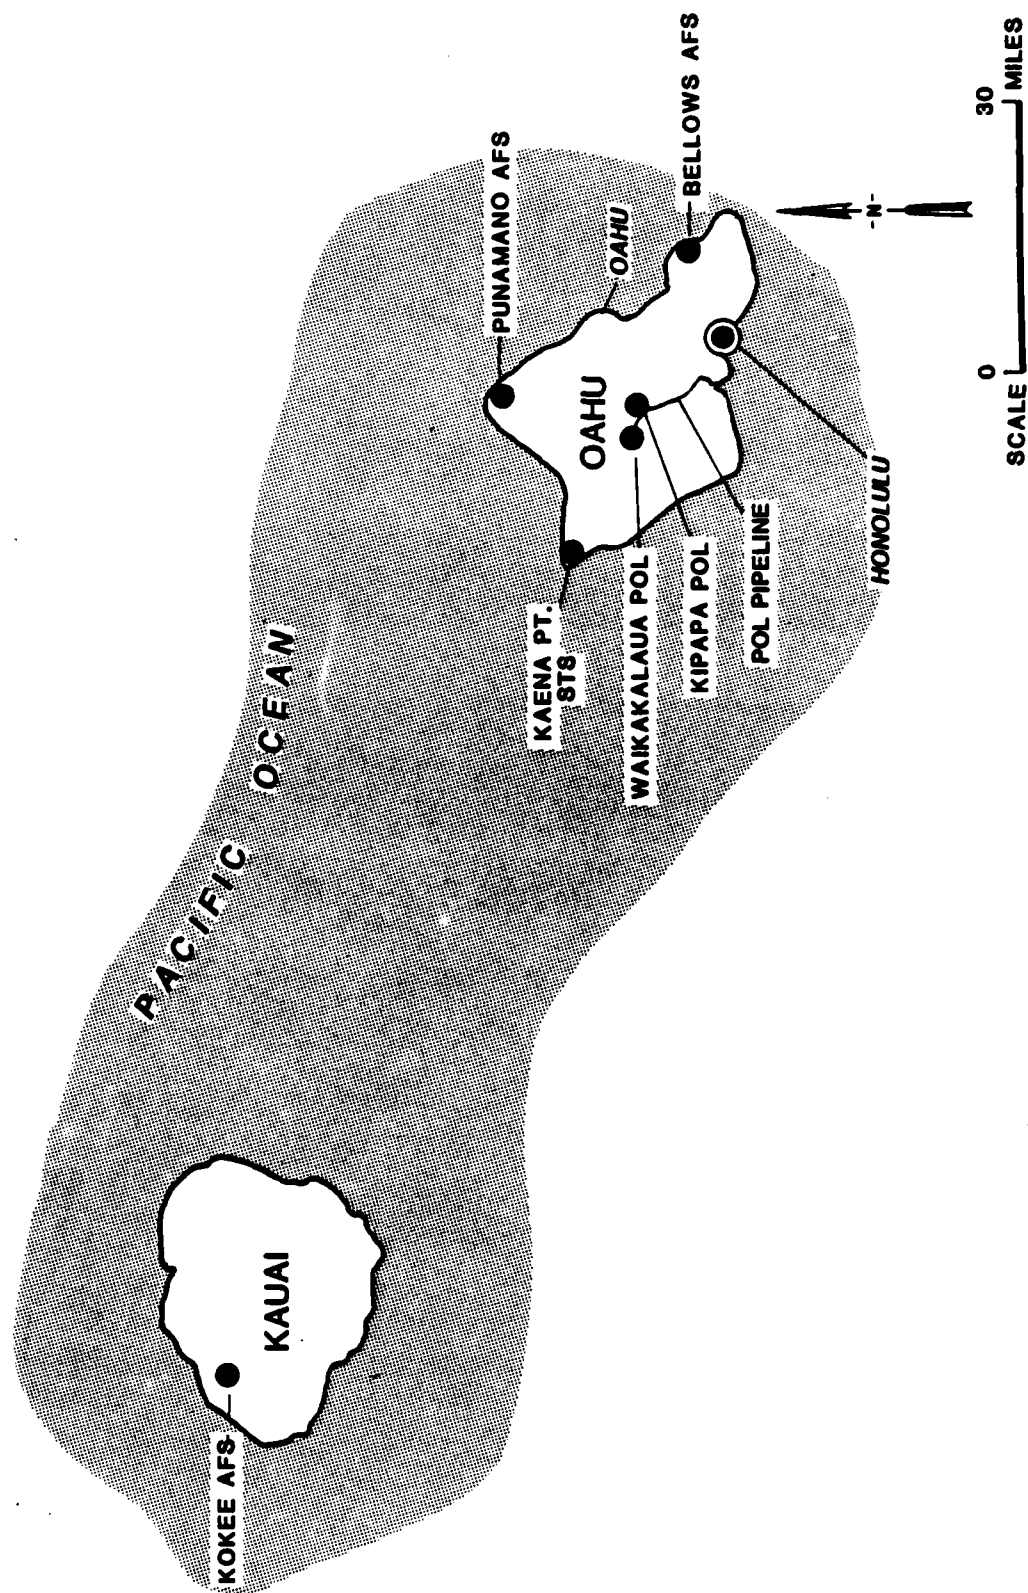 PACIFIC OCEAN
KOKEE AFS
KAUAI
PUNAMANO AFS
OAHU
BELLOWS AFS
OAHU
KAENA PT.
STS
WAIKAKALAUA POL
KIPAPA POL
POL PIPELINE
HONOLULU
-N-
SCALE 0 30 MILES